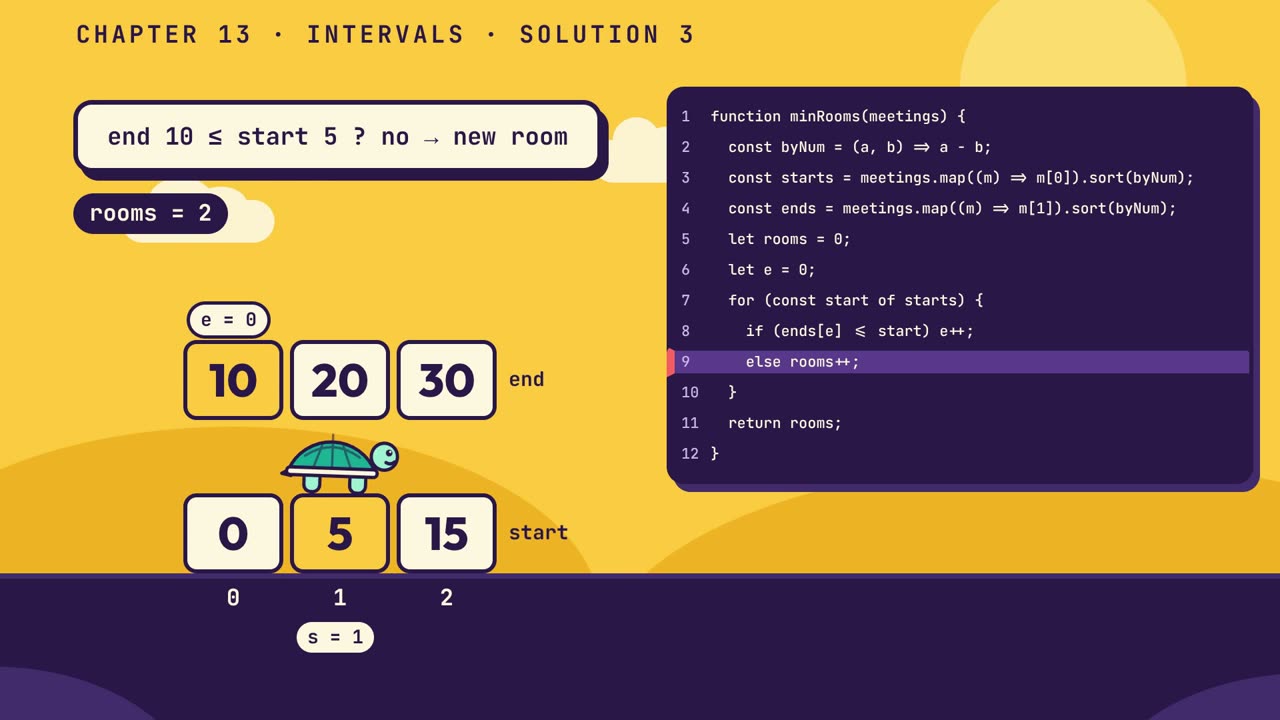 CHAPTER 13 · INTERVALS · SOLUTION 3
end 10 ≤ start 5 ? no → new room
rooms = 2
e = 0
10 20 30 end
0 5 15 start
0 1 2
s = 1
1 function minRooms(meetings) {
2 const byNum = (a, b) => a - b;
3 const starts = meetings.map((m) => m[0]).sort(byNum);
4 const ends = meetings.map((m) => m[1]).sort(byNum);
5 let rooms = 0;
6 let e = 0;
7 for (const start of starts) {
8 if (ends[e] <= start) e++;
9 else rooms++;
10 }
11 return rooms;
12 }